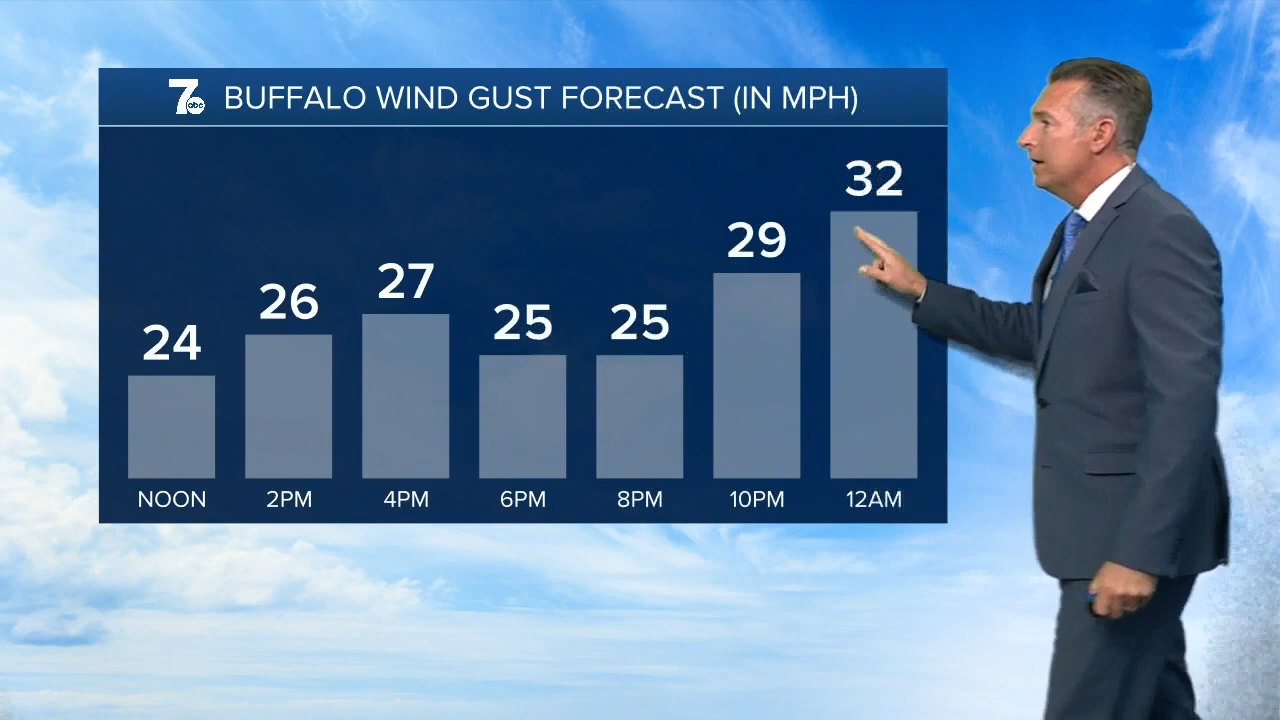 7 abc BUFFALO WIND GUST FORECAST (IN MPH)
24 26 27 25 25 29 32
NOON 2PM 4PM 6PM 8PM 10PM 12AM